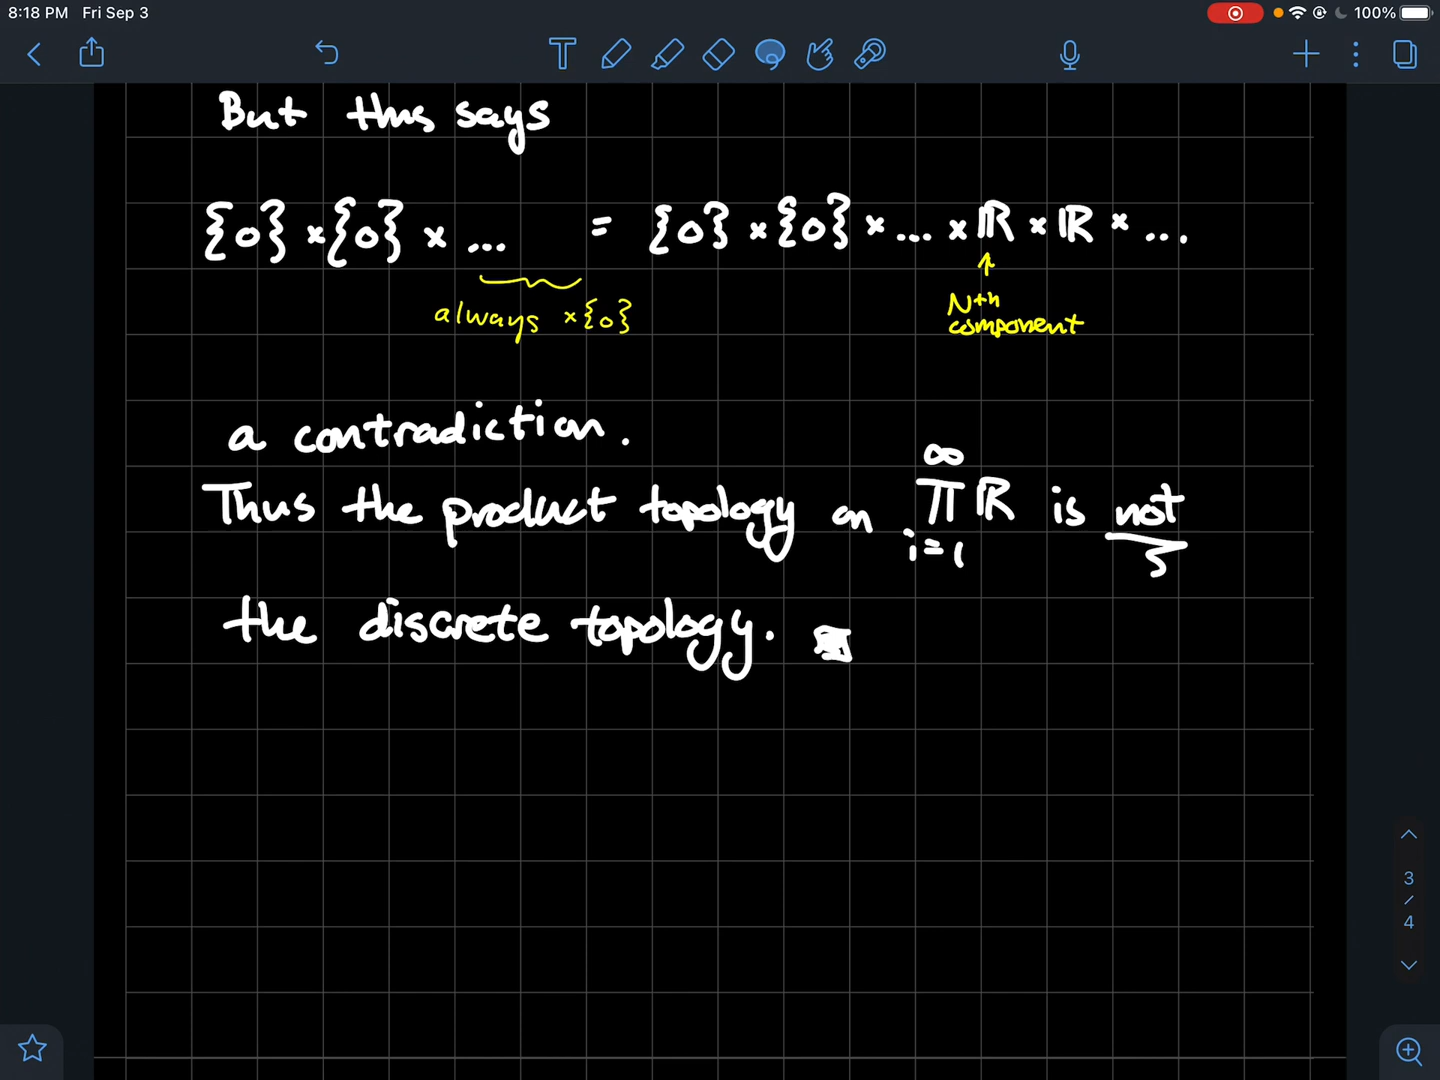 8:18 PM Fri Sep 3 100%
But this says
{0} × {0} × ... = {0} × {0} × ... × ℝ × ℝ × ...
always × {0}
↑
Nth
component
a contradiction.
Thus the product topology on ∏_{i=1}^{∞} ℝ is not
the discrete topology.
3
/
4